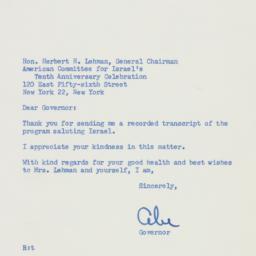 Hon. Herbert H. Lehman, General Chairman
American Committee for Israel's
Tenth Anniversary Celebration
120 East Fifty-sixth Street
New York 22, New York
Dear Governor:
Thank you for sending me a recorded transcript of the
program saluting Israel.
I appreciate your kindness in this matter.
With kind regards for your good health and best wishes
to Mrs. Lehman and yourself, I am,
Sincerely,
Abe
Governor
R:t